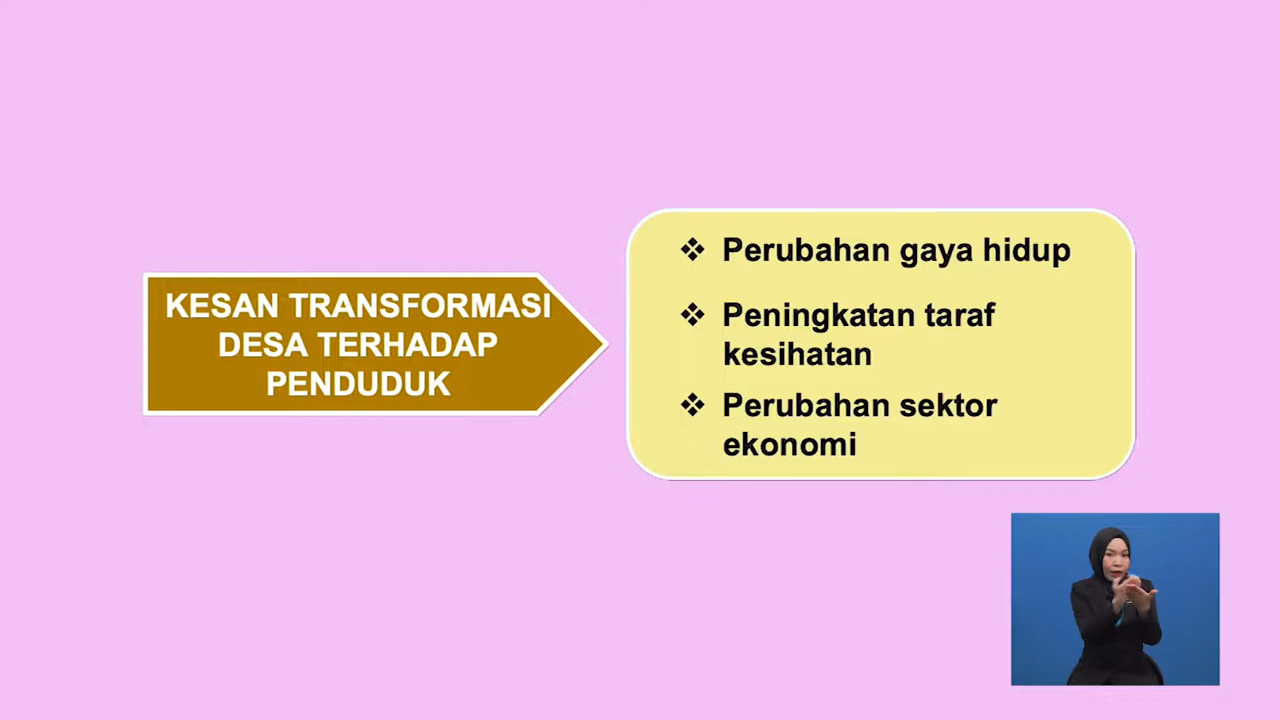 KESAN TRANSFORMASI
DESA TERHADAP
PENDUDUK
❖ Perubahan gaya hidup
❖ Peningkatan taraf
kesihatan
❖ Perubahan sektor
ekonomi